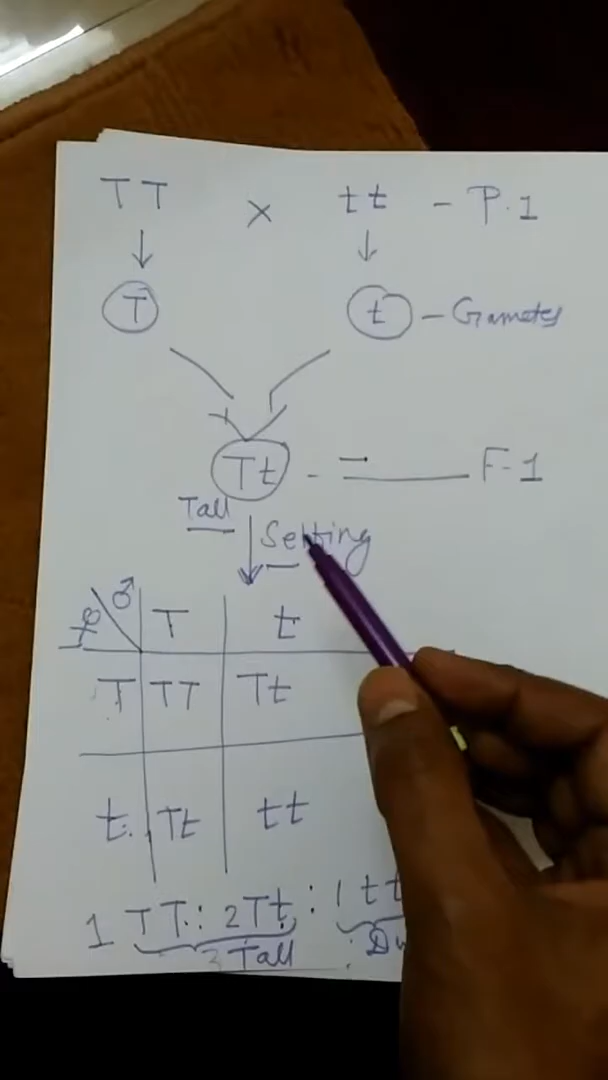 TT x tt - P.1
T t - Gametes
Tt - F-1
Tall
Selfing
♀ ♂ T t
T TT Tt
t. Tt tt
1 TT : 2Tt : 1 tt
3 Tall :